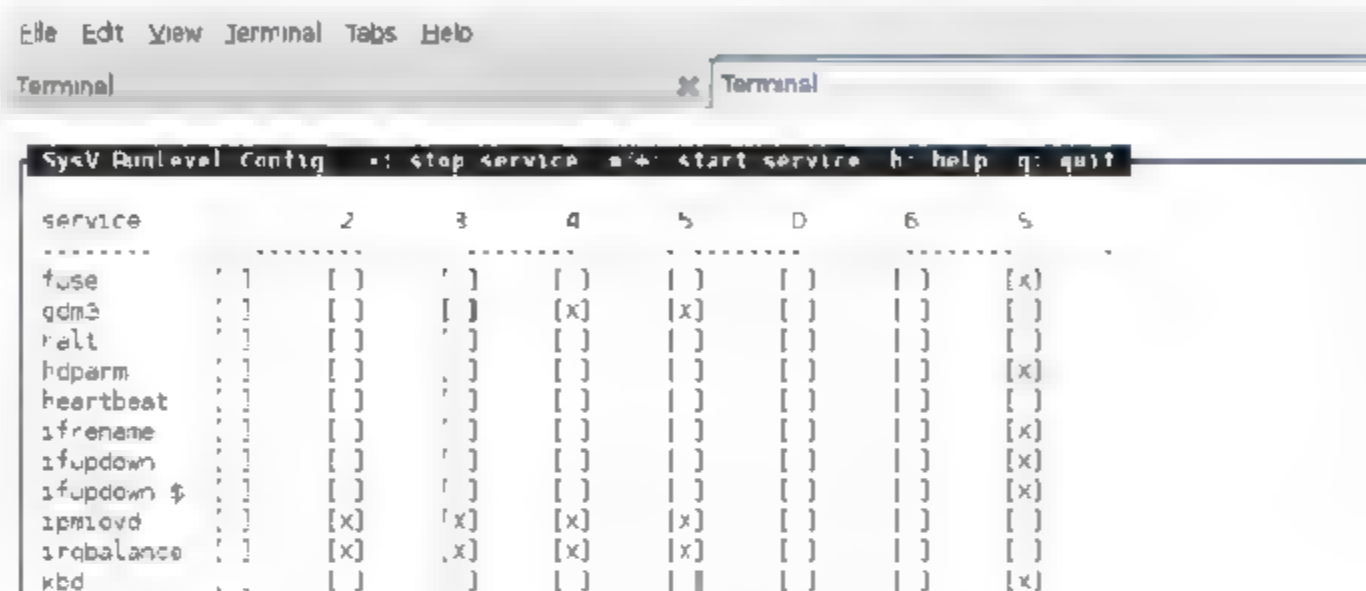 File Edit View Terminal Tabs Help
Terminal Terminal
SysV Runlevel Config -: stop service =/+: start service h: help q: quit
service 2 3 4 5 0 6 S
fuse [ ] [ ] [ ] [ ] [ ] [ ] [ ] [x]
gdm3 [ ] [ ] [ ] [x] [x] [ ] [ ] [ ]
halt [ ] [ ] [ ] [ ] [ ] [ ] [ ] [ ]
hdparm [ ] [ ] [ ] [ ] [ ] [ ] [ ] [x]
heartbeat [ ] [ ] [ ] [ ] [ ] [ ] [ ] [ ]
ifrename [ ] [ ] [ ] [ ] [ ] [ ] [ ] [x]
ifupdown [ ] [ ] [ ] [ ] [ ] [ ] [ ] [x]
ifupdown $ [ ] [ ] [ ] [ ] [ ] [ ] [ ] [x]
[ ] [x] [x] [x] [x] [ ] [ ] [ ]
irqbalance [ ] [x] [x] [x] [x] [ ] [ ] [ ]
kbd [ ] [ ] [ ] [ ] [ ] [x]